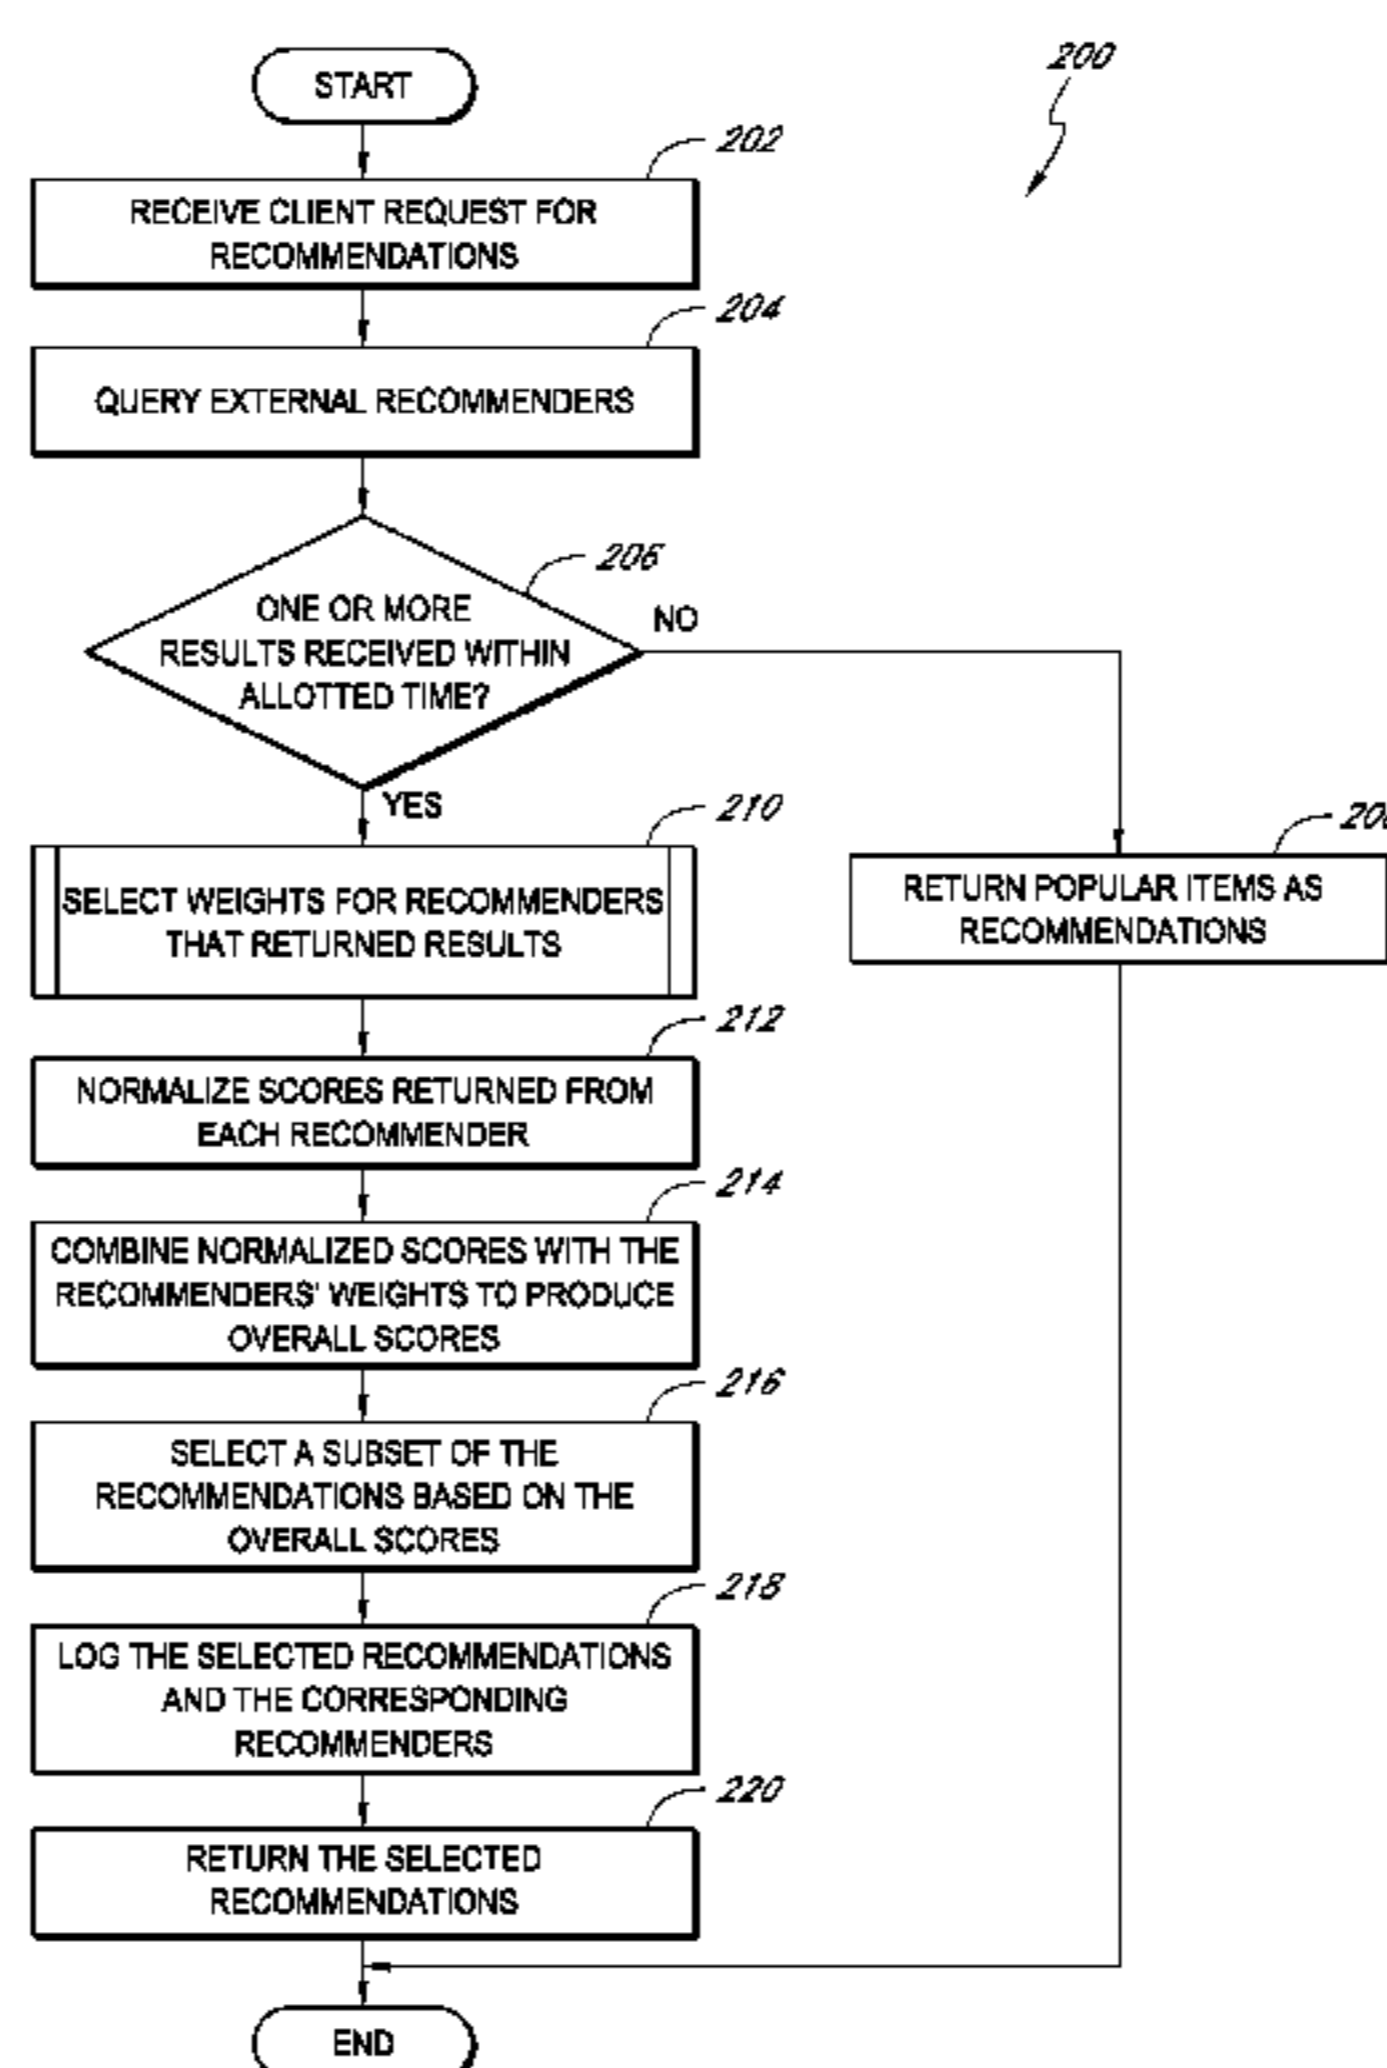 START
200
202
RECEIVE CLIENT REQUEST FOR
RECOMMENDATIONS
204
QUERY EXTERNAL RECOMMENDERS
206
ONE OR MORE
RESULTS RECEIVED WITHIN
ALLOTTED TIME?
NO
YES
210
SELECT WEIGHTS FOR RECOMMENDERS
THAT RETURNED RESULTS
RETURN POPULAR ITEMS AS
RECOMMENDATIONS
212
NORMALIZE SCORES RETURNED FROM
EACH RECOMMENDER
214
COMBINE NORMALIZED SCORES WITH THE
RECOMMENDERS' WEIGHTS TO PRODUCE
OVERALL SCORES
216
SELECT A SUBSET OF THE
RECOMMENDATIONS BASED ON THE
OVERALL SCORES
218
LOG THE SELECTED RECOMMENDATIONS
AND THE CORRESPONDING
RECOMMENDERS
220
RETURN THE SELECTED
RECOMMENDATIONS
END